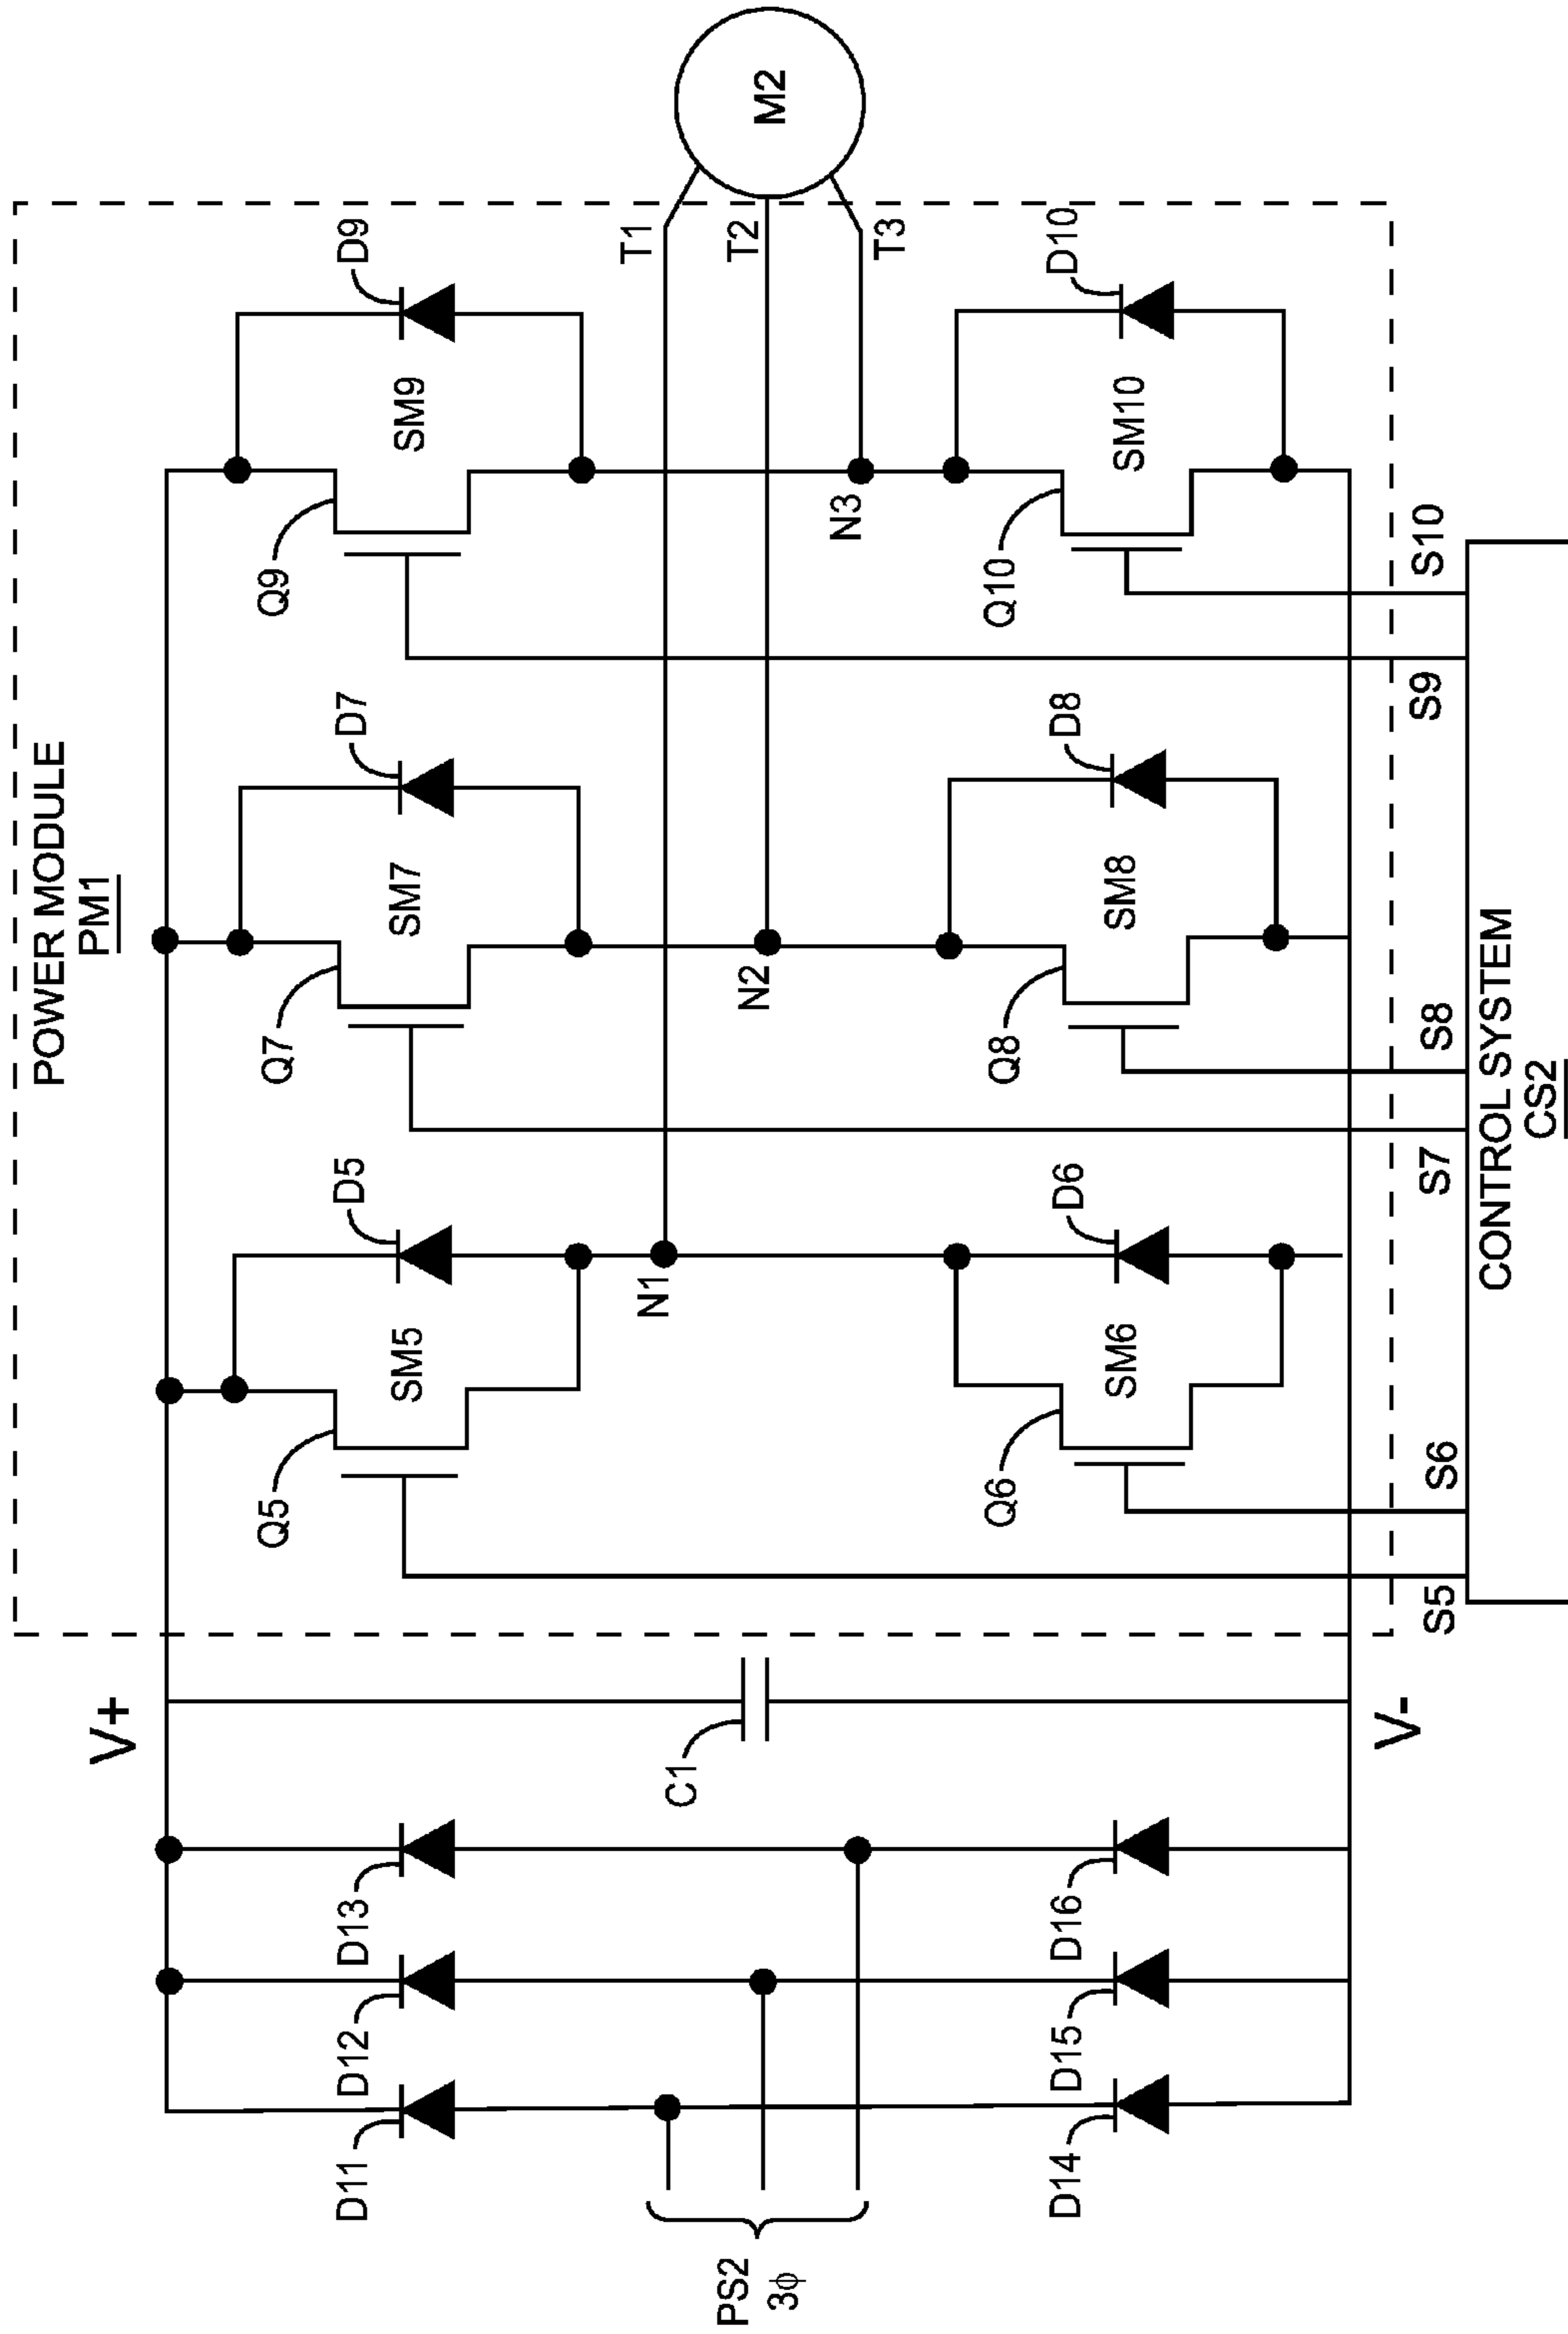 POWER MODULE
PM1
V+
Q5
D5
Q7
D7
Q9
D9
D11
D12
D13
SM5
SM7
SM9
C1
N1
T1
PS2
3ϕ
N2
T2
M2
N3
T3
D14
D15
D16
Q6
D6
Q8
D8
Q10
D10
SM6
SM8
SM10
V-
S5
S6
S7
S8
S9
S10
CONTROL SYSTEM
CS2